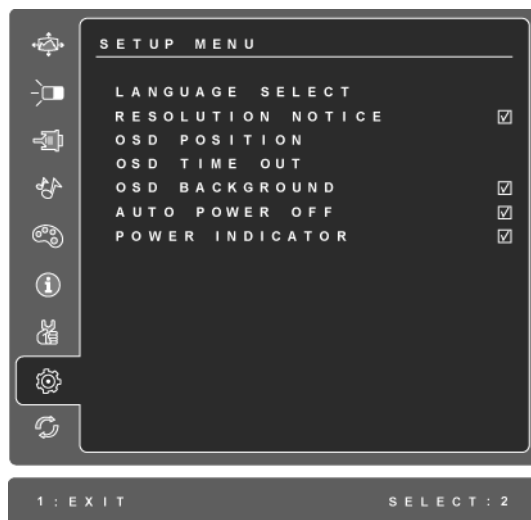 SETUP MENU
LANGUAGE SELECT
RESOLUTION NOTICE
OSD POSITION
OSD TIME OUT
OSD BACKGROUND
AUTO POWER OFF
POWER INDICATOR
1:EXIT SELECT:2